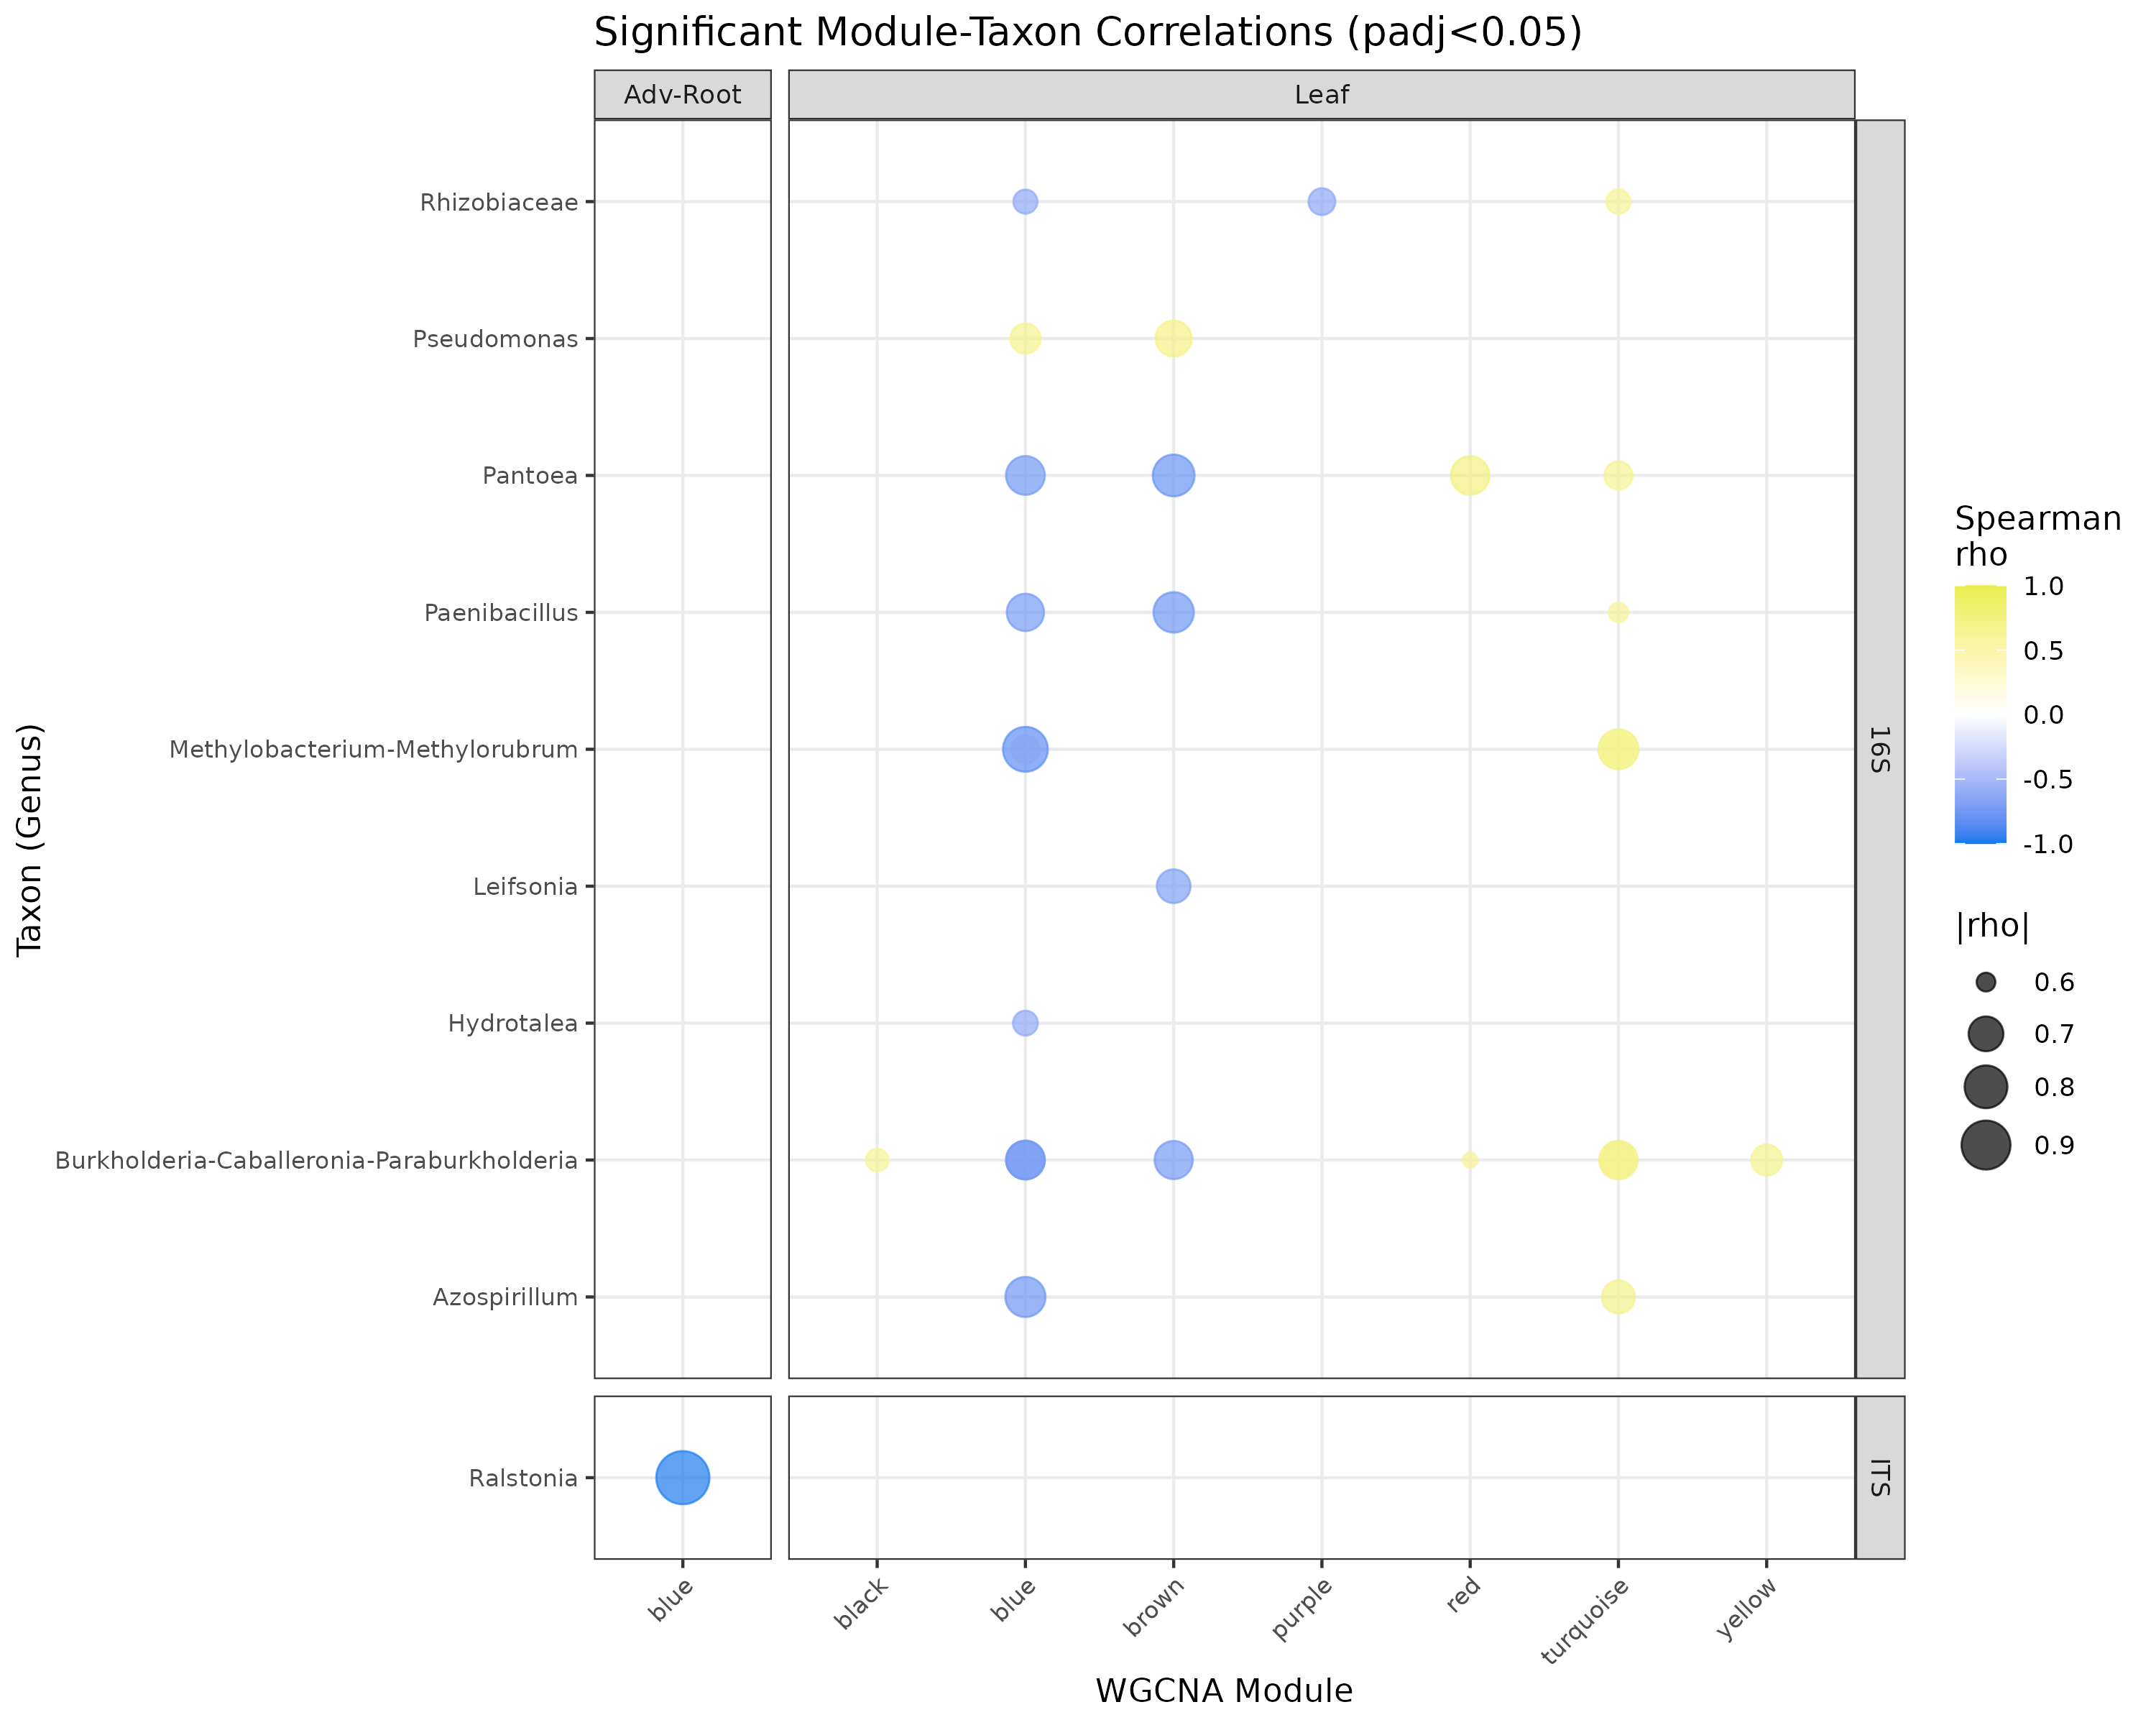 Significant Module-Taxon Correlations (padj<0.05)
Adv-Root
Leaf
Taxon (Genus)
Rhizobiaceae
Pseudomonas
Pantoea
Paenibacillus
Methylobacterium-Methylorubrum
Leifsonia
Hydrotalea
Burkholderia-Caballeronia-Paraburkholderia
Azospirillum
Ralstonia
16S
ITS
blue
black
blue
brown
purple
red
turquoise
yellow
WGCNA Module
Spearman
rho
1.0
0.5
0.0
-0.5
-1.0
|rho|
0.6
0.7
0.8
0.9